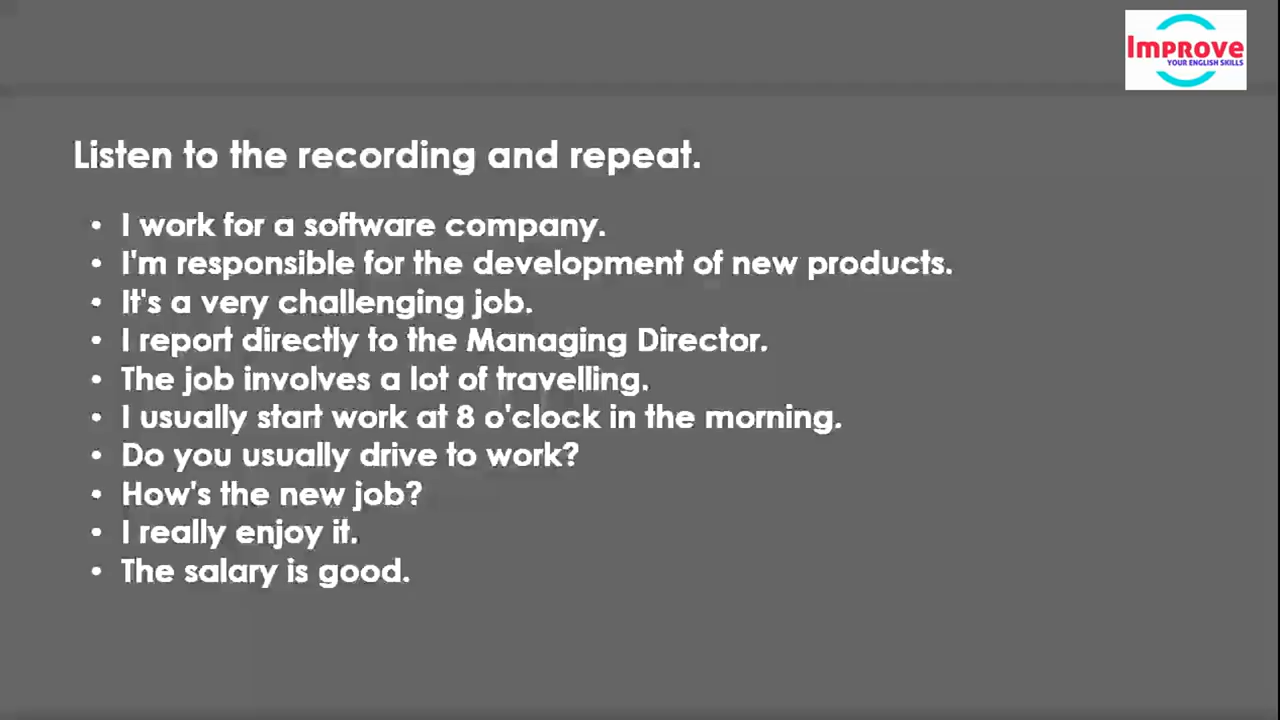 Improve
YOUR ENGLISH SKILLS
Listen to the recording and repeat.
• I work for a software company.
• I'm responsible for the development of new products.
• It's a very challenging job.
• I report directly to the Managing Director.
• The job involves a lot of travelling.
• I usually start work at 8 o'clock in the morning.
• Do you usually drive to work?
• How's the new job?
• I really enjoy it.
• The salary is good.